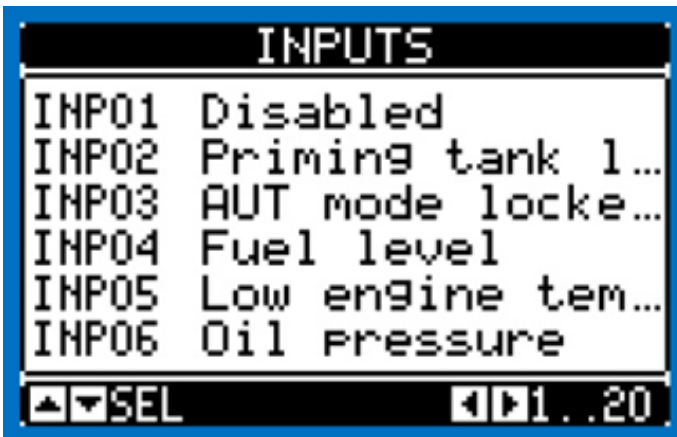 INPUTS
INP01 Disabled
INP02 Priming tank l…
INP03 AUT mode locke…
INP04 Fuel level
INP05 Low engine tem…
INP06 Oil pressure
▲▼SEL ◀▶1..20